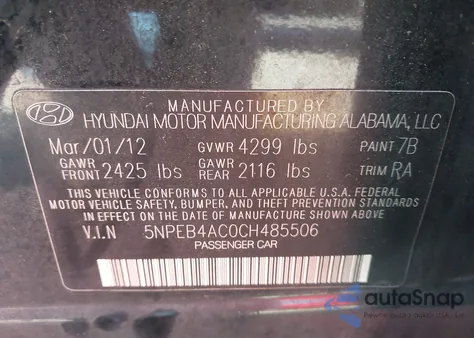 MANUFACTURED BY
HYUNDAI MOTOR MANUFACTURING ALABAMA, LLC
Mar/01/12 GVWR 4299 lbs PAINT 7B
GAWR FRONT 2425 lbs GAWR REAR 2116 lbs TRIM RA
THIS VEHICLE CONFORMS TO ALL APPLICABLE U.S.A. FEDERAL
MOTOR VEHICLE SAFETY, BUMPER, AND THEFT PREVENTION STANDARDS
IN EFFECT ON THE DATE OF MANUFACTURE SHOWN ABOVE.
V.I.N 5NPEB4AC0CH485506
PASSENGER CAR
autoSnap